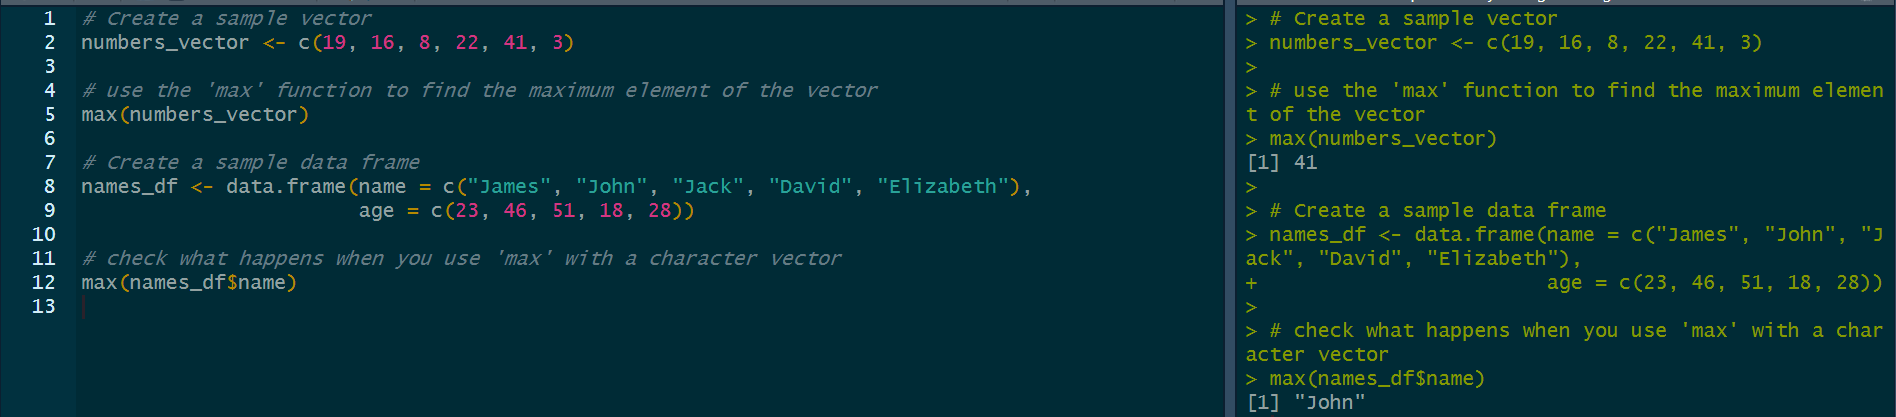 1 # Create a sample vector
2 numbers_vector <- c(19, 16, 8, 22, 41, 3)
3
4 # use the 'max' function to find the maximum element of the vector
5 max(numbers_vector)
6
7 # Create a sample data frame
8 names_df <- data.frame(name = c("James", "John", "Jack", "David", "Elizabeth"),
9 age = c(23, 46, 51, 18, 28))
10
11 # check what happens when you use 'max' with a character vector
12 max(names_df$name)
13
> # Create a sample vector
> numbers_vector <- c(19, 16, 8, 22, 41, 3)
>
> # use the 'max' function to find the maximum elemen
t of the vector
> max(numbers_vector)
[1] 41
>
> # Create a sample data frame
> names_df <- data.frame(name = c("James", "John", "J
ack", "David", "Elizabeth"),
+ age = c(23, 46, 51, 18, 28))
>
> # check what happens when you use 'max' with a char
acter vector
> max(names_df$name)
[1] "John"